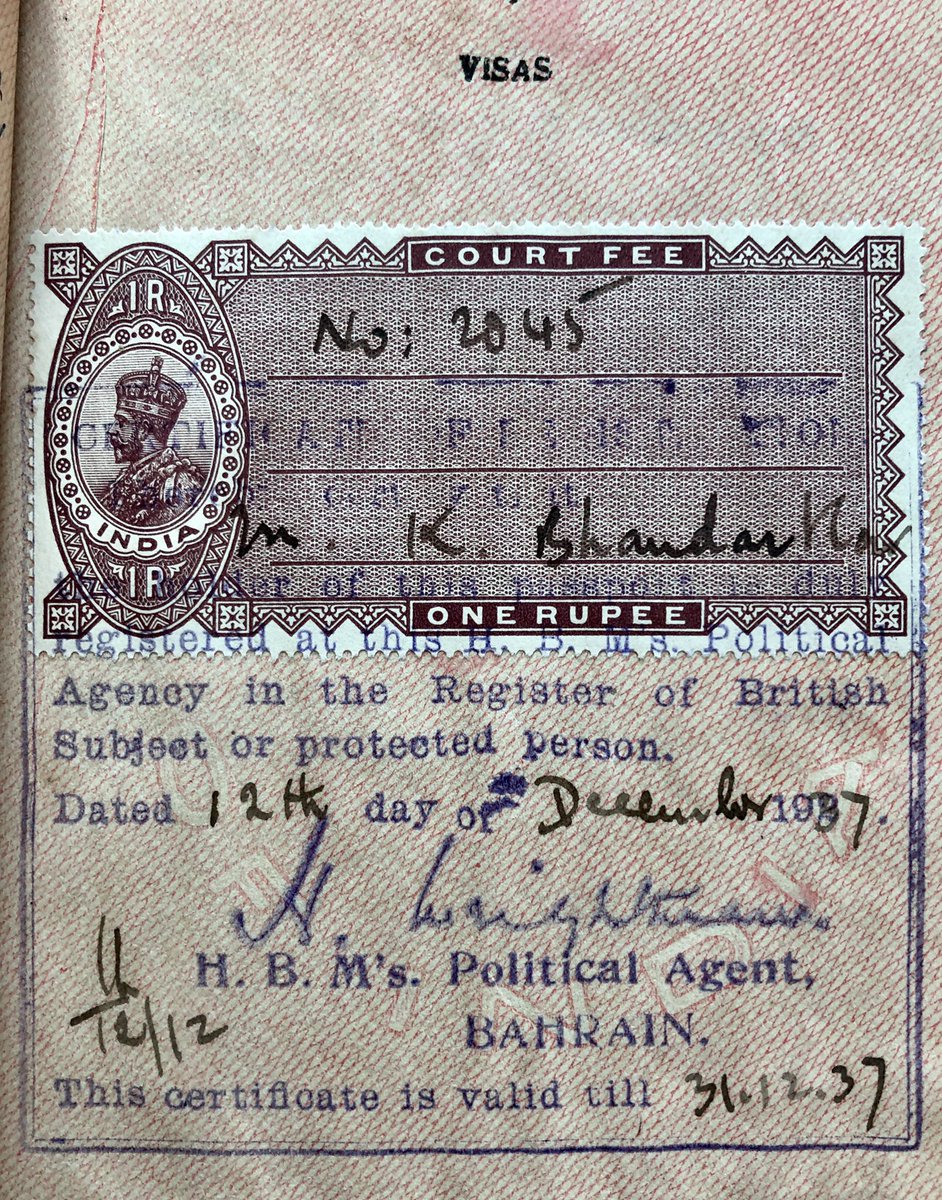 VISAS
COURT FEE
1R
No: 2045
INDIA
M. K. Bhandarkar
1R
ONE RUPEE
registered at this H. B. M's. Political
Agency in the Register of British
Subject or protected person.
Dated 12th day of December 1937.
H. Weightman
H. B. M's. Political Agent,
BAHRAIN.
12/12
This certificate is valid till 31.12.37
INDIA